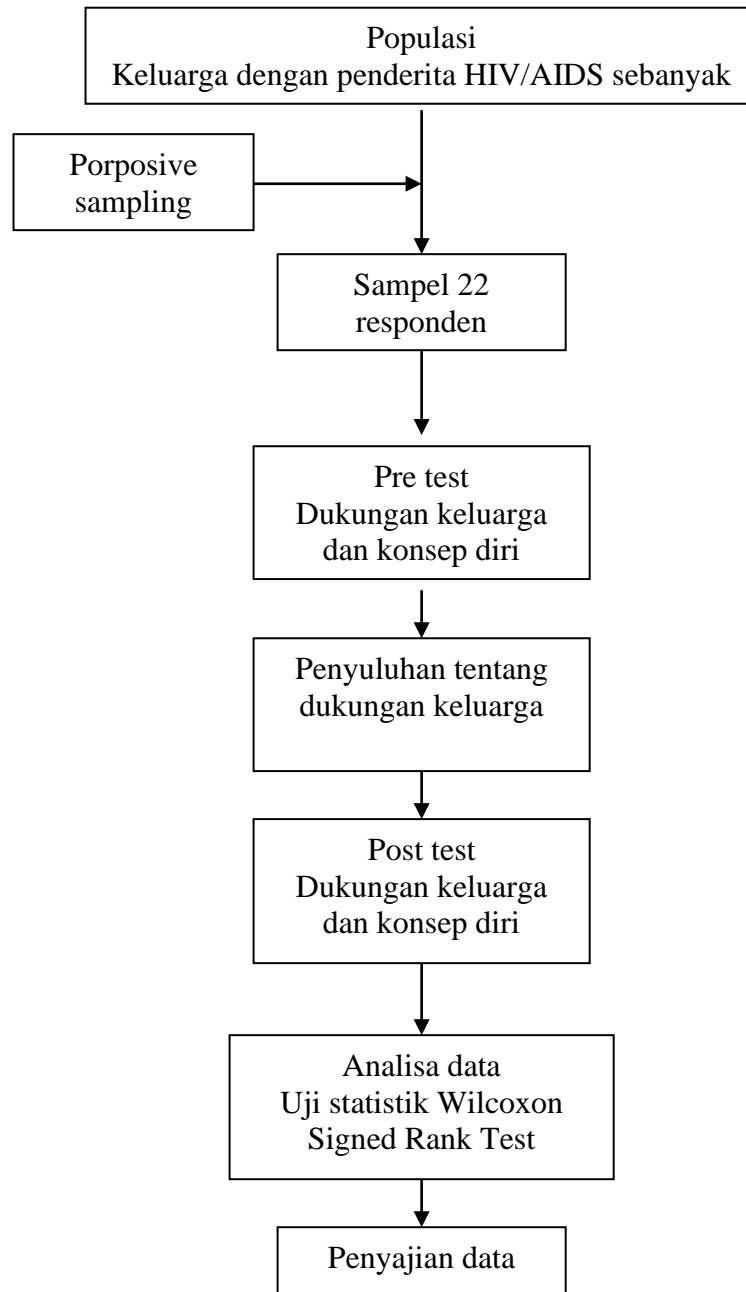 Populasi
Keluarga dengan penderita HIV/AIDS sebanyak
Porposive
sampling
Sampel 22
responden
Pre test
Dukungan keluarga
dan konsep diri
Penyuluhan tentang
dukungan keluarga
Post test
Dukungan keluarga
dan konsep diri
Analisa data
Uji statistik Wilcoxon
Signed Rank Test
Penyajian data